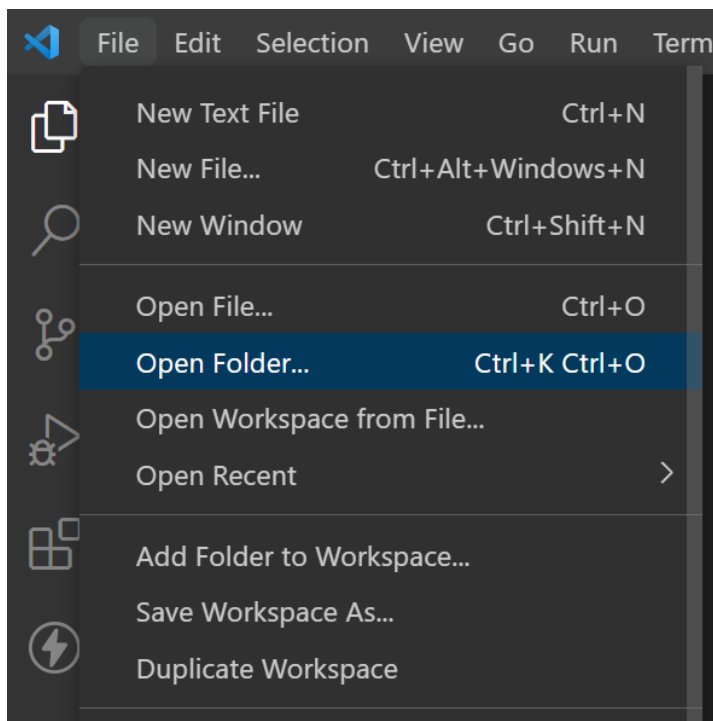 File Edit Selection View Go Run Term
New Text File Ctrl+N
New File... Ctrl+Alt+Windows+N
New Window Ctrl+Shift+N
Open File... Ctrl+O
Open Folder... Ctrl+K Ctrl+O
Open Workspace from File...
Open Recent
Add Folder to Workspace...
Save Workspace As...
Duplicate Workspace